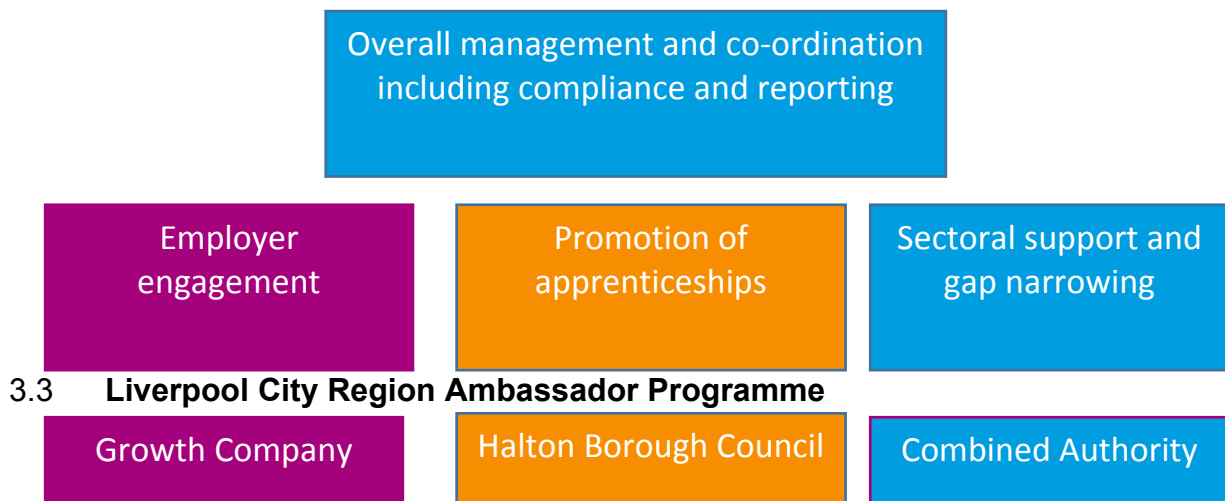 Overall management and co-ordination
including compliance and reporting
Employer
engagement
Promotion of
apprenticeships
Sectoral support and
gap narrowing
3.3 Liverpool City Region Ambassador Programme
Growth Company
Halton Borough Council
Combined Authority